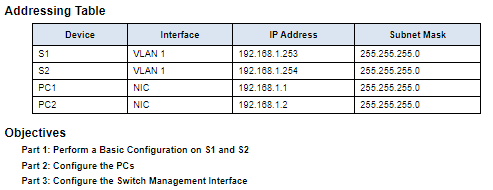 Addressing Table
Device Interface IP Address Subnet Mask
S1 VLAN 1 192.168.1.253 255.255.255.0
S2 VLAN 1 192.168.1.254 255.255.255.0
PC1 NIC 192.168.1.1 255.255.255.0
PC2 NIC 192.168.1.2 255.255.255.0
Objectives
Part 1: Perform a Basic Configuration on S1 and S2
Part 2: Configure the PCs
Part 3: Configure the Switch Management Interface